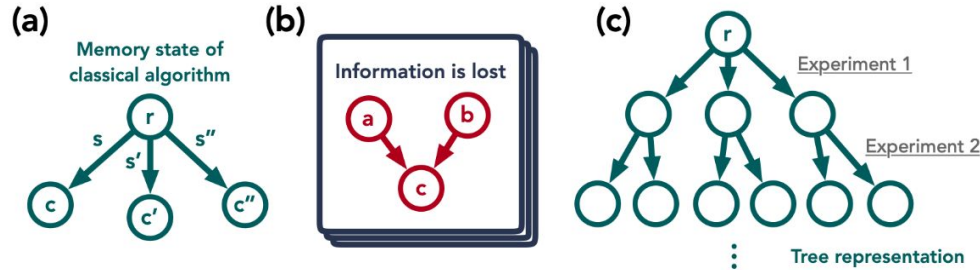 (a)
Memory state of
classical algorithm
r
s
s'
s"
c
c'
c"
(b)
Information is lost
a
b
c
(c)
r
Experiment 1
Experiment 2
⋮
Tree representation